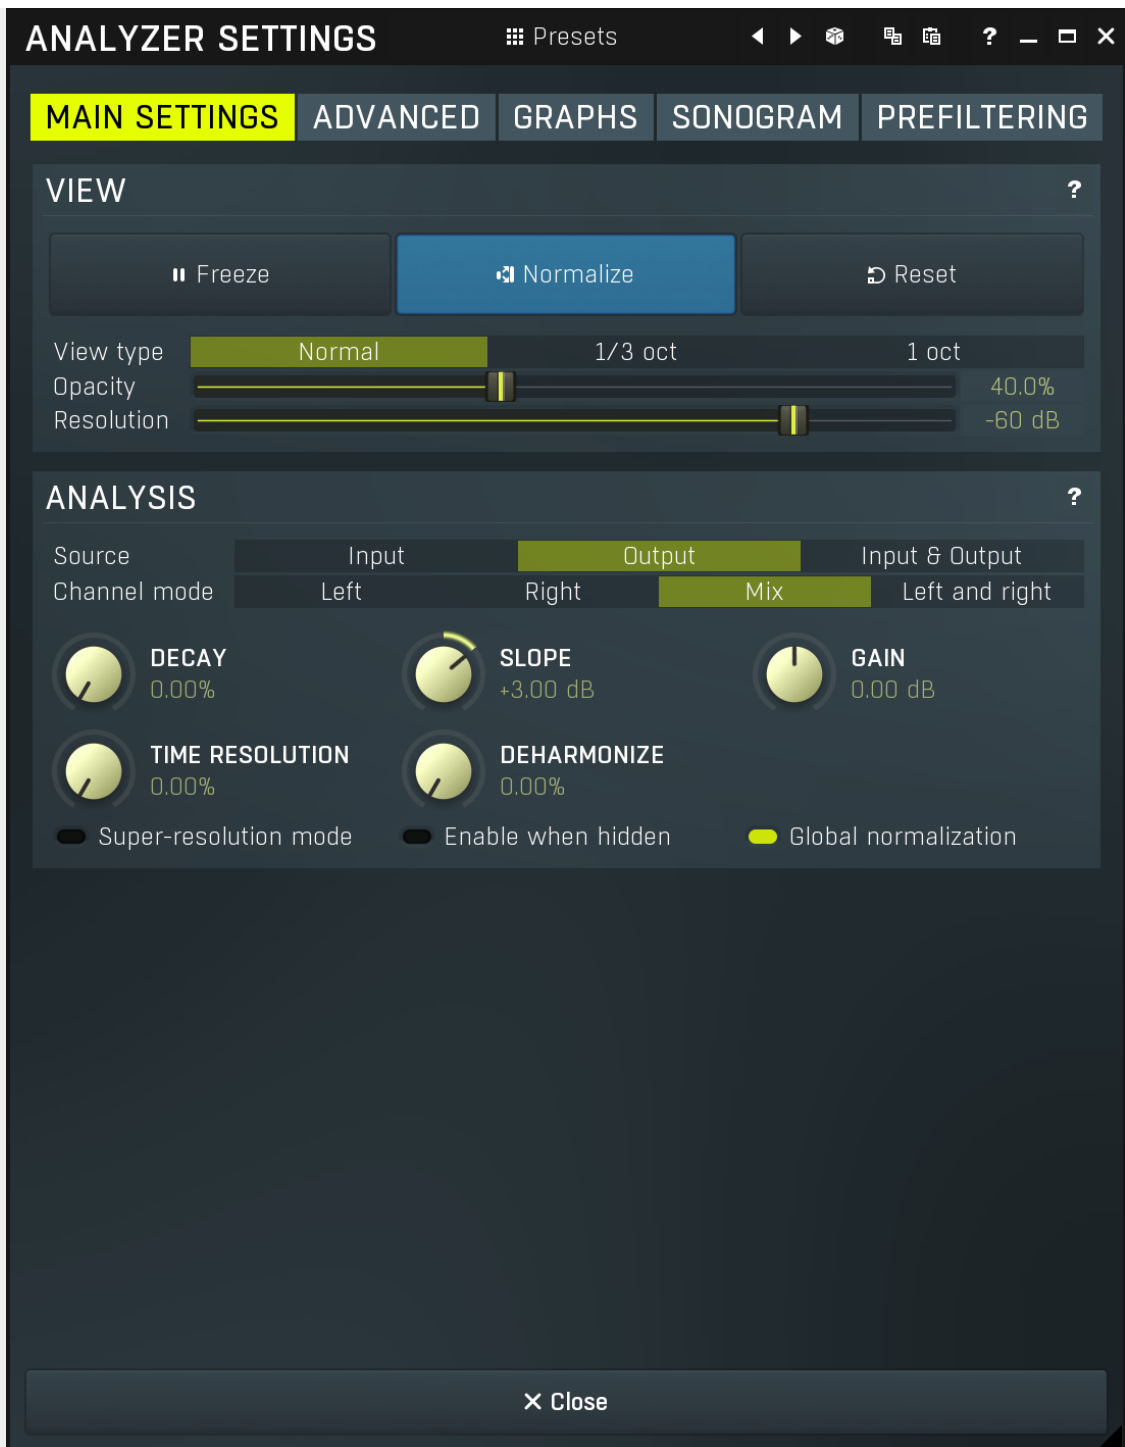 ANALYZER SETTINGS Presets ?
MAIN SETTINGS ADVANCED GRAPHS SONOGRAM PREFILTERING
VIEW ?
Freeze Normalize Reset
View type Normal 1/3 oct 1 oct
Opacity 40.0%
Resolution -60 dB
ANALYSIS ?
Source Input Output Input & Output
Channel mode Left Right Mix Left and right
DECAY SLOPE GAIN
0.00% +3.00 dB 0.00 dB
TIME RESOLUTION DEHARMONIZE
0.00% 0.00%
Super-resolution mode Enable when hidden Global normalization
Close